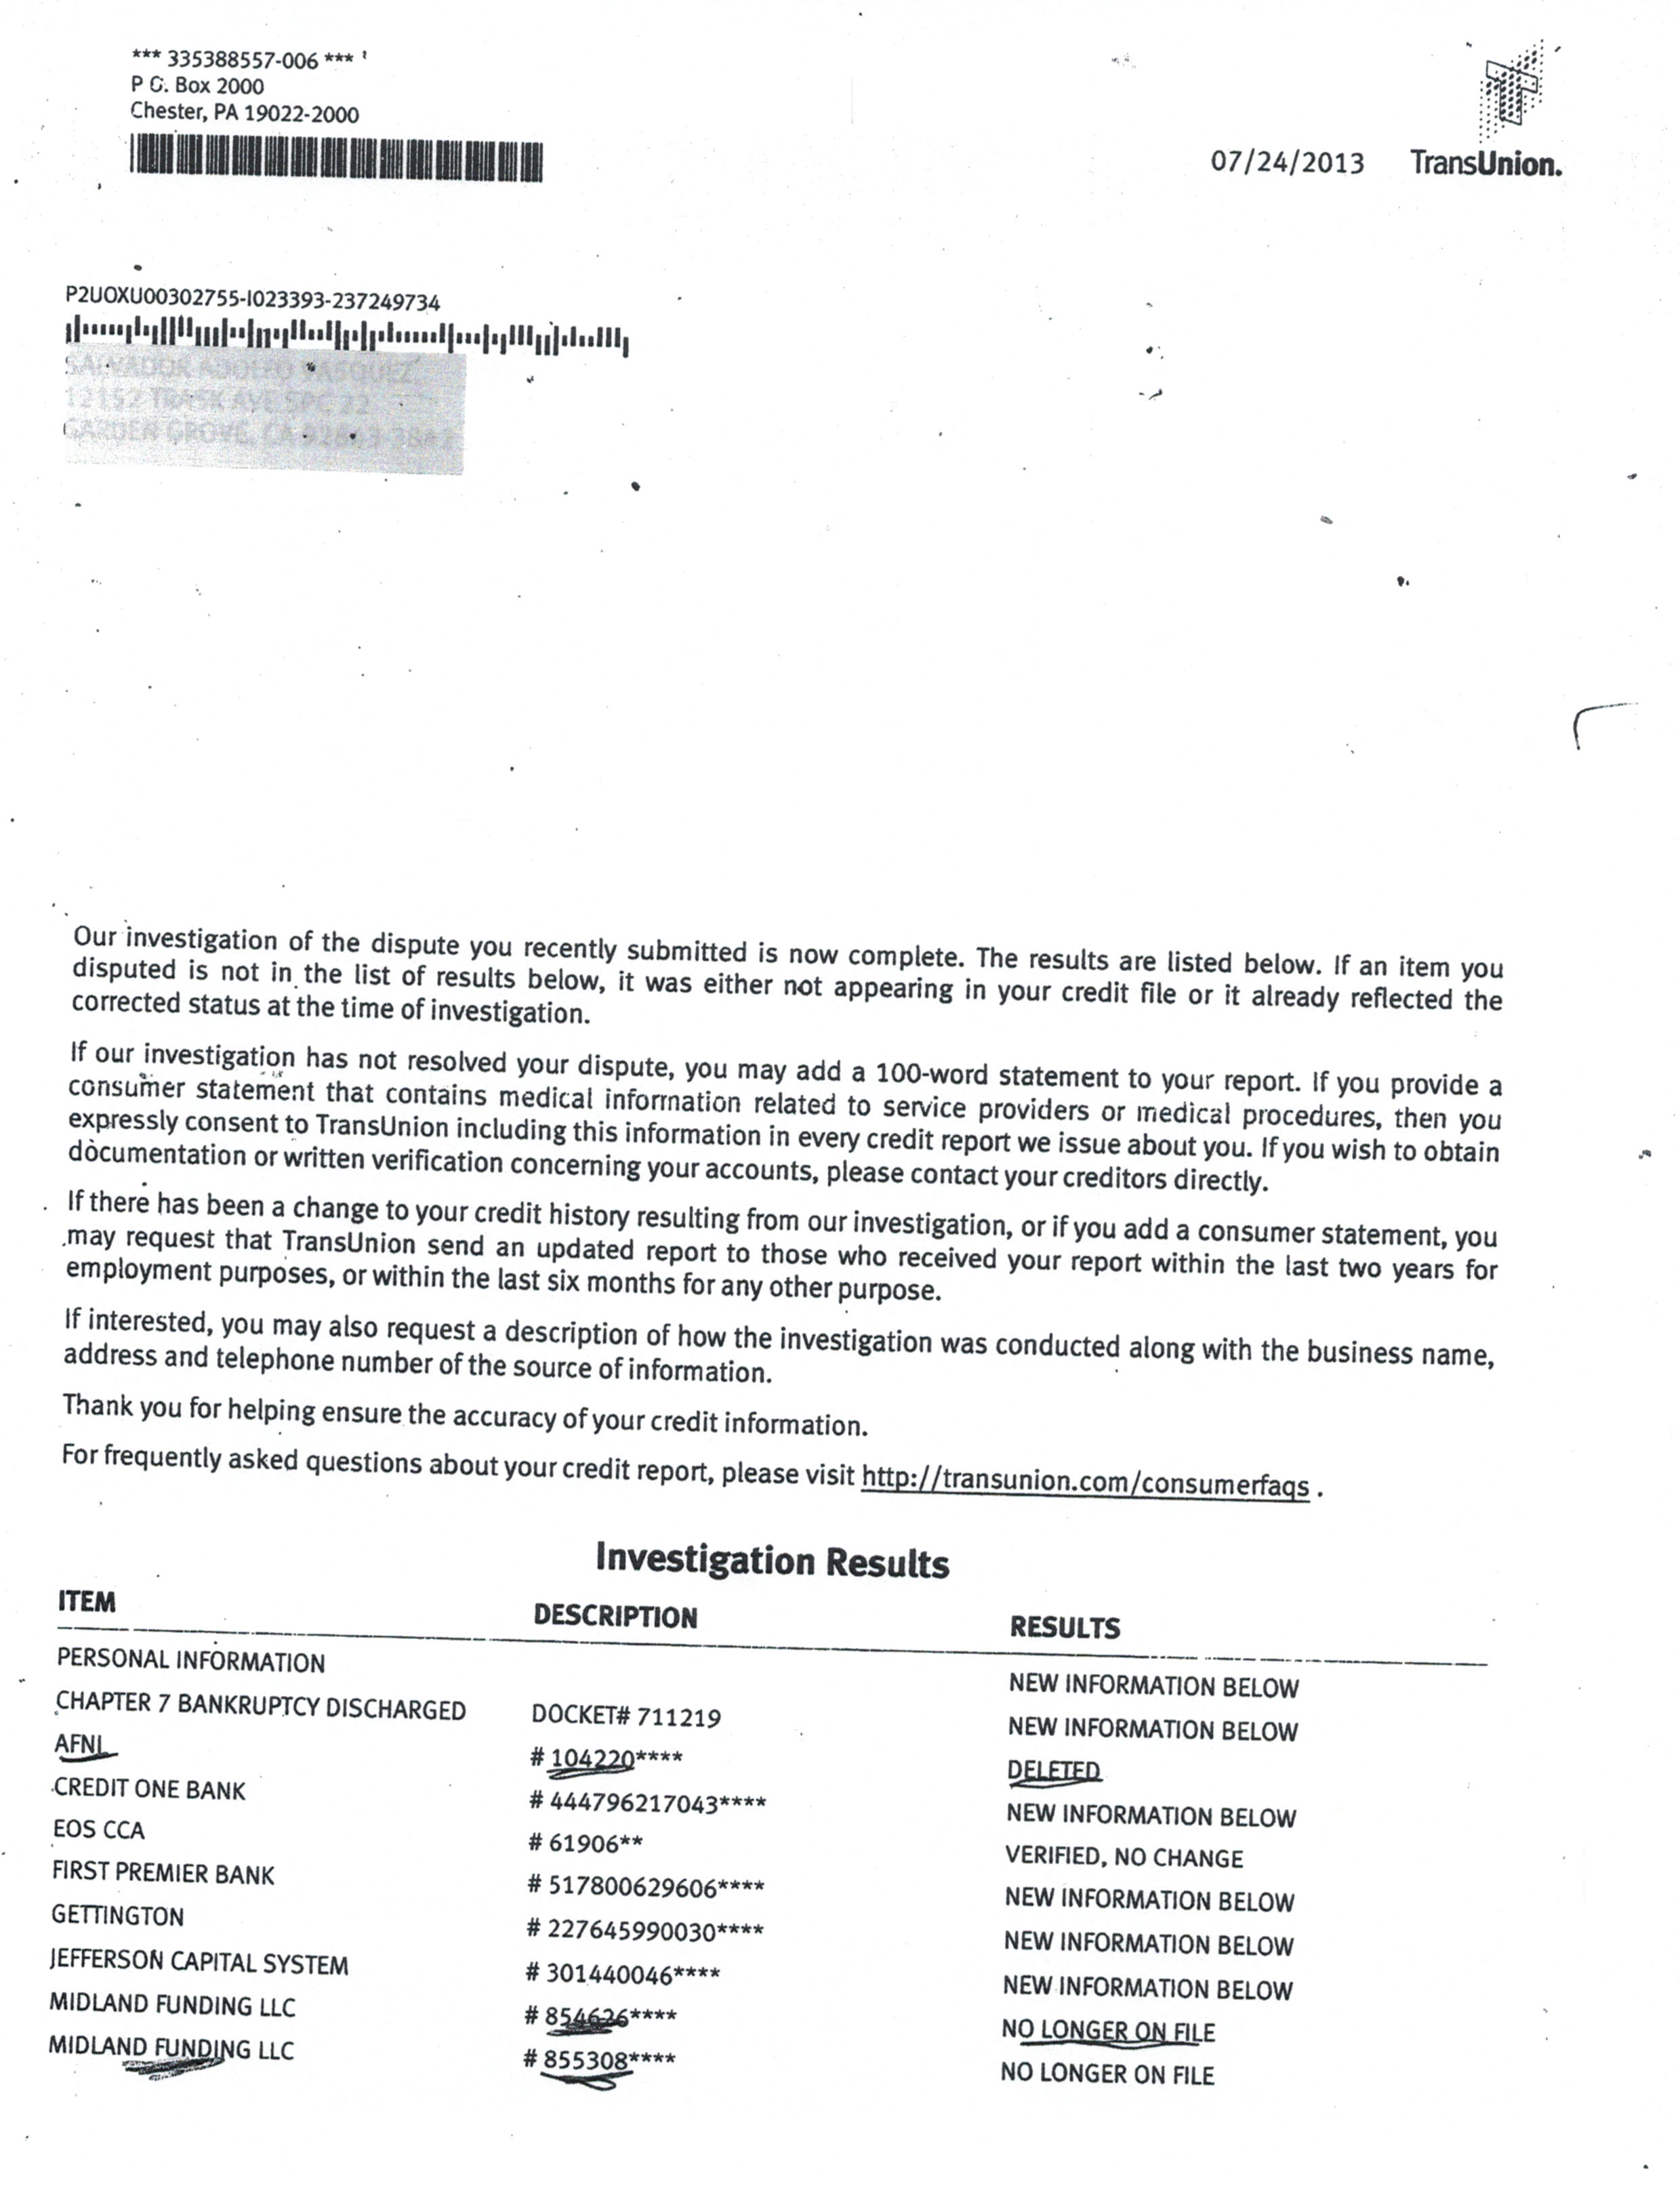 *** 335388557-006 ***
P O. Box 2000
Chester, PA 19022-2000
07/24/2013
TransUnion.
P2UOXU00302755-I023393-237249734
SALVADOR ADOLFO VASQUEZ
12152 TRASK AVE SPC 22
GARDEN GROVE, CA
Our investigation of the dispute you recently submitted is now complete. The results are listed below. If an item you
disputed is not in the list of results below, it was either not appearing in your credit file or it already reflected the
corrected status at the time of investigation.
If our investigation has not resolved your dispute, you may add a 100-word statement to your report. If you provide a
consumer statement that contains medical information related to service providers or medical procedures, then you
expressly consent to TransUnion including this information in every credit report we issue about you. If you wish to obtain
documentation or written verification concerning your accounts, please contact your creditors directly.
If there has been a change to your credit history resulting from our investigation, or if you add a consumer statement, you
may request that TransUnion send an updated report to those who received your report within the last two years for
employment purposes, or within the last six months for any other purpose.
If interested, you may also request a description of how the investigation was conducted along with the business name,
address and telephone number of the source of information.
Thank you for helping ensure the accuracy of your credit information.
For frequently asked questions about your credit report, please visit http://transunion.com/consumerfaqs .
Investigation Results
ITEM DESCRIPTION RESULTS
PERSONAL INFORMATION NEW INFORMATION BELOW
CHAPTER 7 BANKRUPTCY DISCHARGED DOCKET# 711219 NEW INFORMATION BELOW
AFNI # 104220**** DELETED
CREDIT ONE BANK # 444796217043**** NEW INFORMATION BELOW
EOS CCA # 61906** VERIFIED, NO CHANGE
FIRST PREMIER BANK # 517800629606**** NEW INFORMATION BELOW
GETTINGTON # 227645990030**** NEW INFORMATION BELOW
JEFFERSON CAPITAL SYSTEM # 301440046**** NEW INFORMATION BELOW
MIDLAND FUNDING LLC # 854626**** NO LONGER ON FILE
MIDLAND FUNDING LLC # 855308**** NO LONGER ON FILE